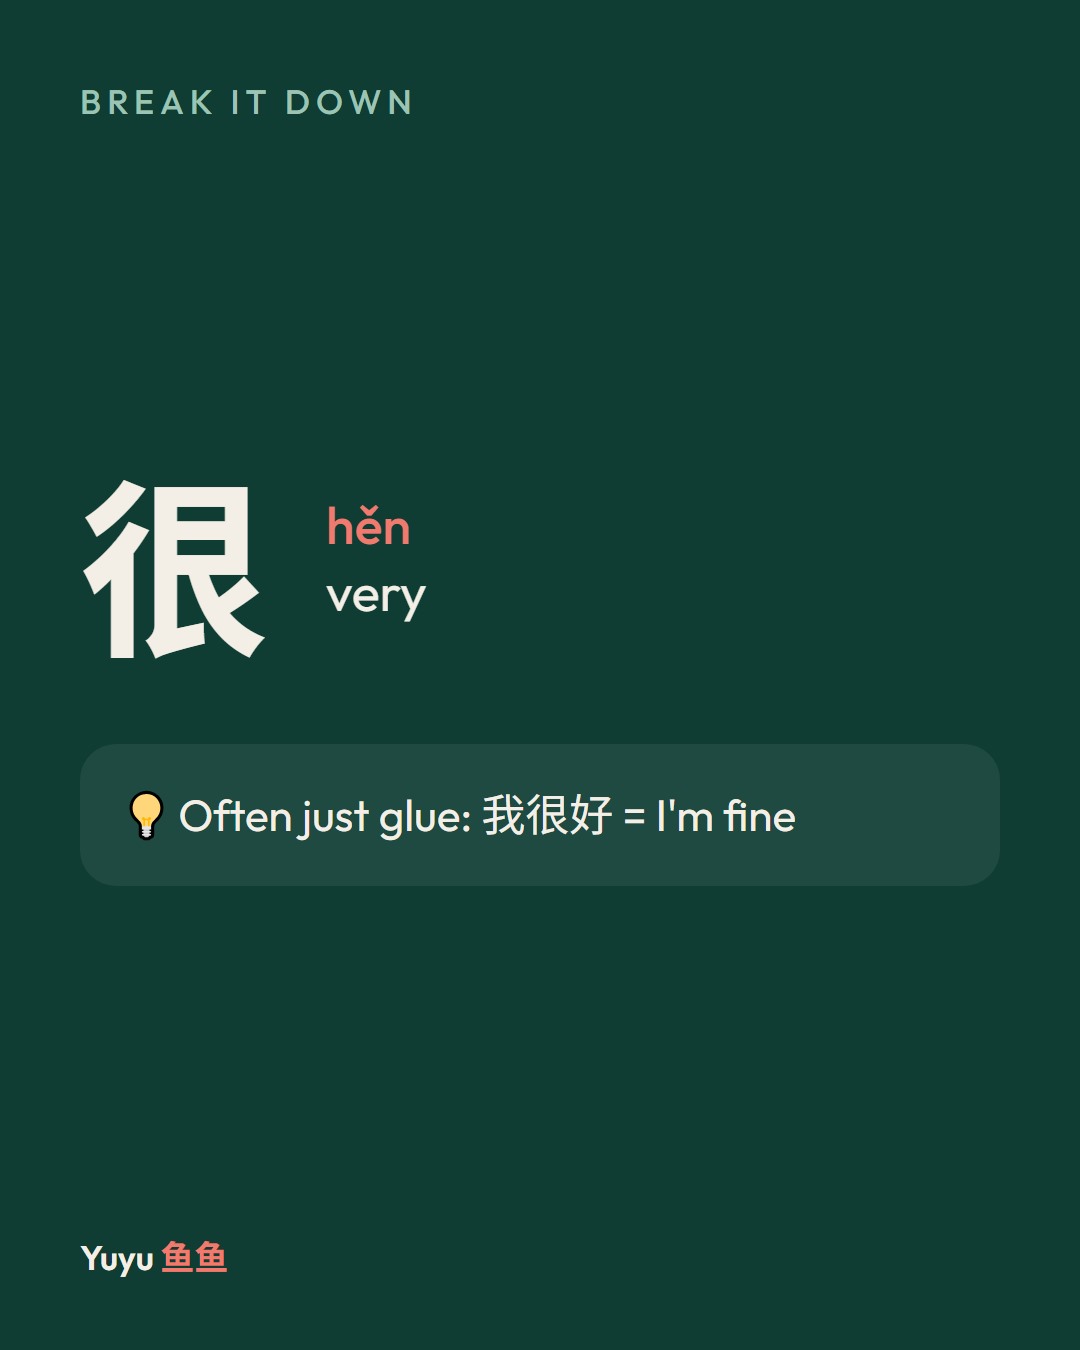 BREAK IT DOWN
很
hěn
very
💡 Often just glue: 我很好 = I'm fine
Yuyu 鱼鱼